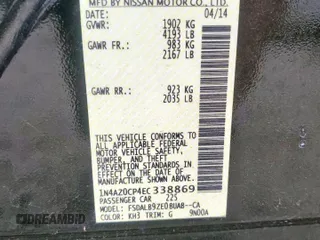 MFD BY NISSAN MOTOR CO., LTD.
04/14
GVWR: 1902 KG
4193 LB
GAWR FR: 983 KG
2167 LB
GAWR RR: 923 KG
2035 LB
THIS VEHICLE CONFORMS TO ALL
APPLICABLE FEDERAL MOTOR VEHICLE SAFETY,
BUMPER, AND THEFT
PREVENTION STANDARDS IN
EFFECT ON THE DATE OF
MANUFACTURE SHOWN ABOVE.
1N4AZ0CP4EC338869
PASSENGER CAR 225
MODEL: FSDALB9ZE0BUAB--CA
COLOR: KH3 TRIM: G 9N00A